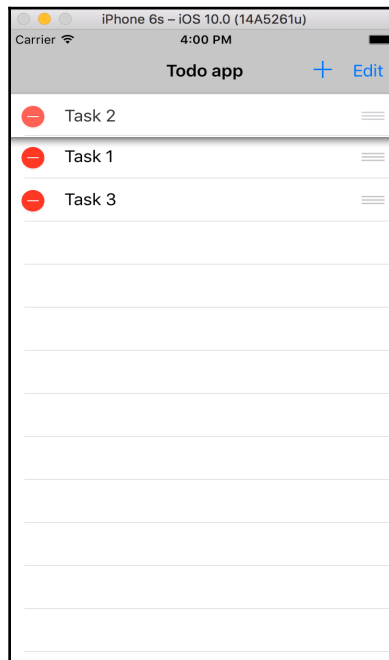 iPhone 6s – iOS 10.0 (14A5261u)
Carrier 4:00 PM
Todo app + Edit
Task 2
Task 1
Task 3